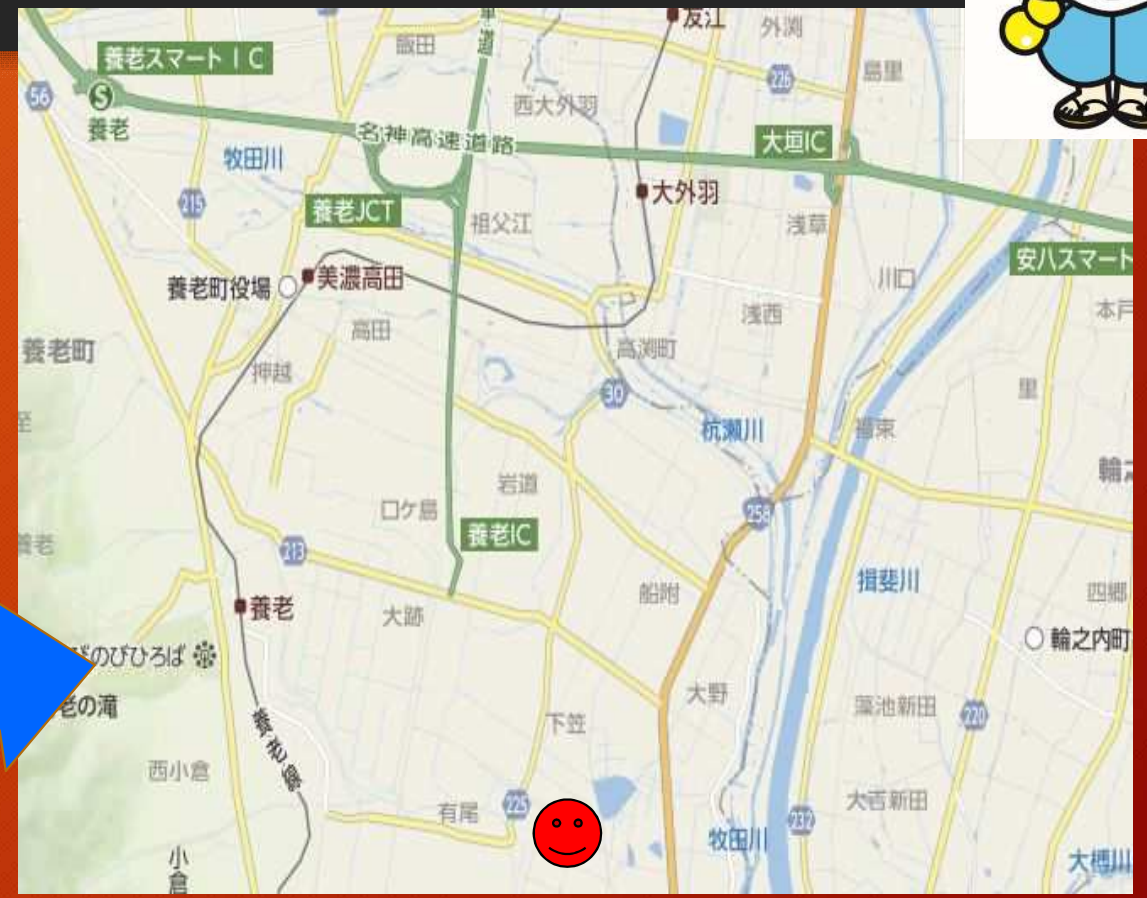 友江
外渕
養老スマートIC
飯田
島里
56
S
226
養老
西大外羽
名神高速道路
大垣IC
牧田川
大外羽
215
養老JCT
祖父江
浅草
安八スマート
川口
養老町役場
美濃高田
本戸
高田
浅西
養老町
高渕町
押越
里
30
杭瀬川
福束
岩道
口ケ島
258
養老IC
養老
213
揖斐川
船附
四郷
養老
大跡
びのびひろば
輪之内町
老の滝
大野
藻池新田
220
下笠
養老線
西小倉
大吉新田
有尾
225
232
牧田川
小倉
大榑川